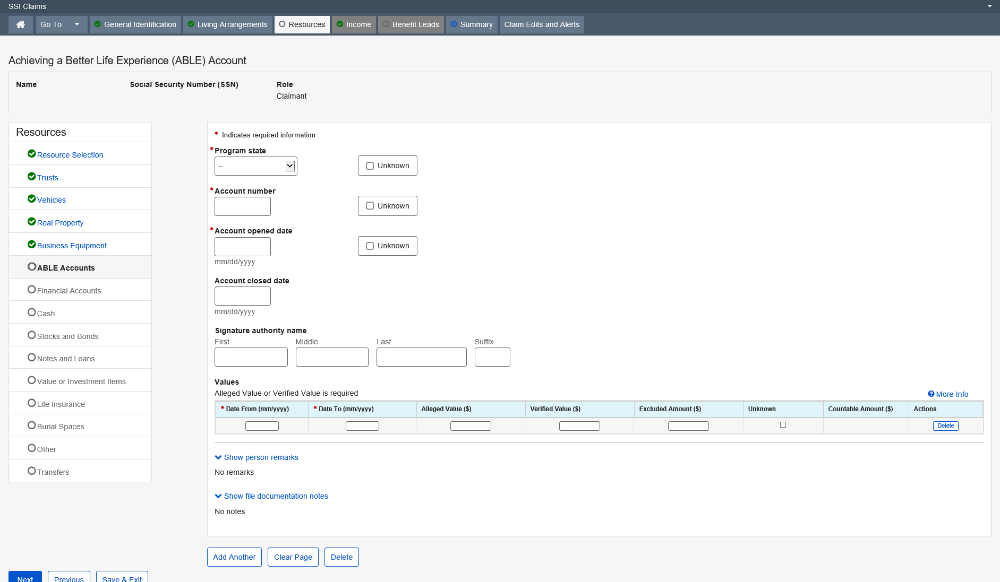 SSI Claims
Go To
General Identification
Living Arrangements
Resources
Income
Benefit Leads
Summary
Claim Edits and Alerts
Achieving a Better Life Experience (ABLE) Account
Name Social Security Number (SSN) Role
Claimant
Resources
Resource Selection
Trusts
Vehicles
Real Property
Business Equipment
ABLE Accounts
Financial Accounts
Cash
Stocks and Bonds
Notes and Loans
Value or Investment Items
Life Insurance
Burial Spaces
Other
Transfers
* Indicates required information
*Program state
--
Unknown
*Account number
Unknown
*Account opened date
Unknown
mm/dd/yyyy
Account closed date
mm/dd/yyyy
Signature authority name
First Middle Last Suffix
Values
Alleged Value or Verified Value is required
More Info
* Date From (mm/yyyy) * Date To (mm/yyyy) Alleged Value ($) Verified Value ($) Excluded Amount ($) Unknown Countable Amount ($) Actions
Delete
Show person remarks
No remarks
Show file documentation notes
No notes
Add Another Clear Page Delete
Next Previous Save & Exit